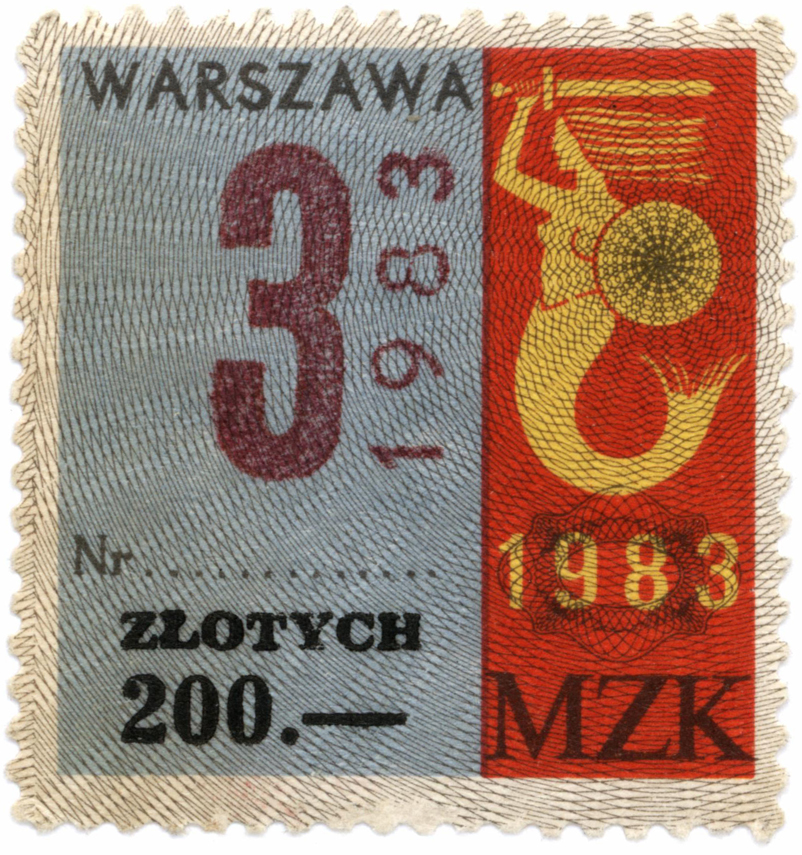 WARSZAWA
3
1983
Nr
ZŁOTYCH
200.—
1983
MZK